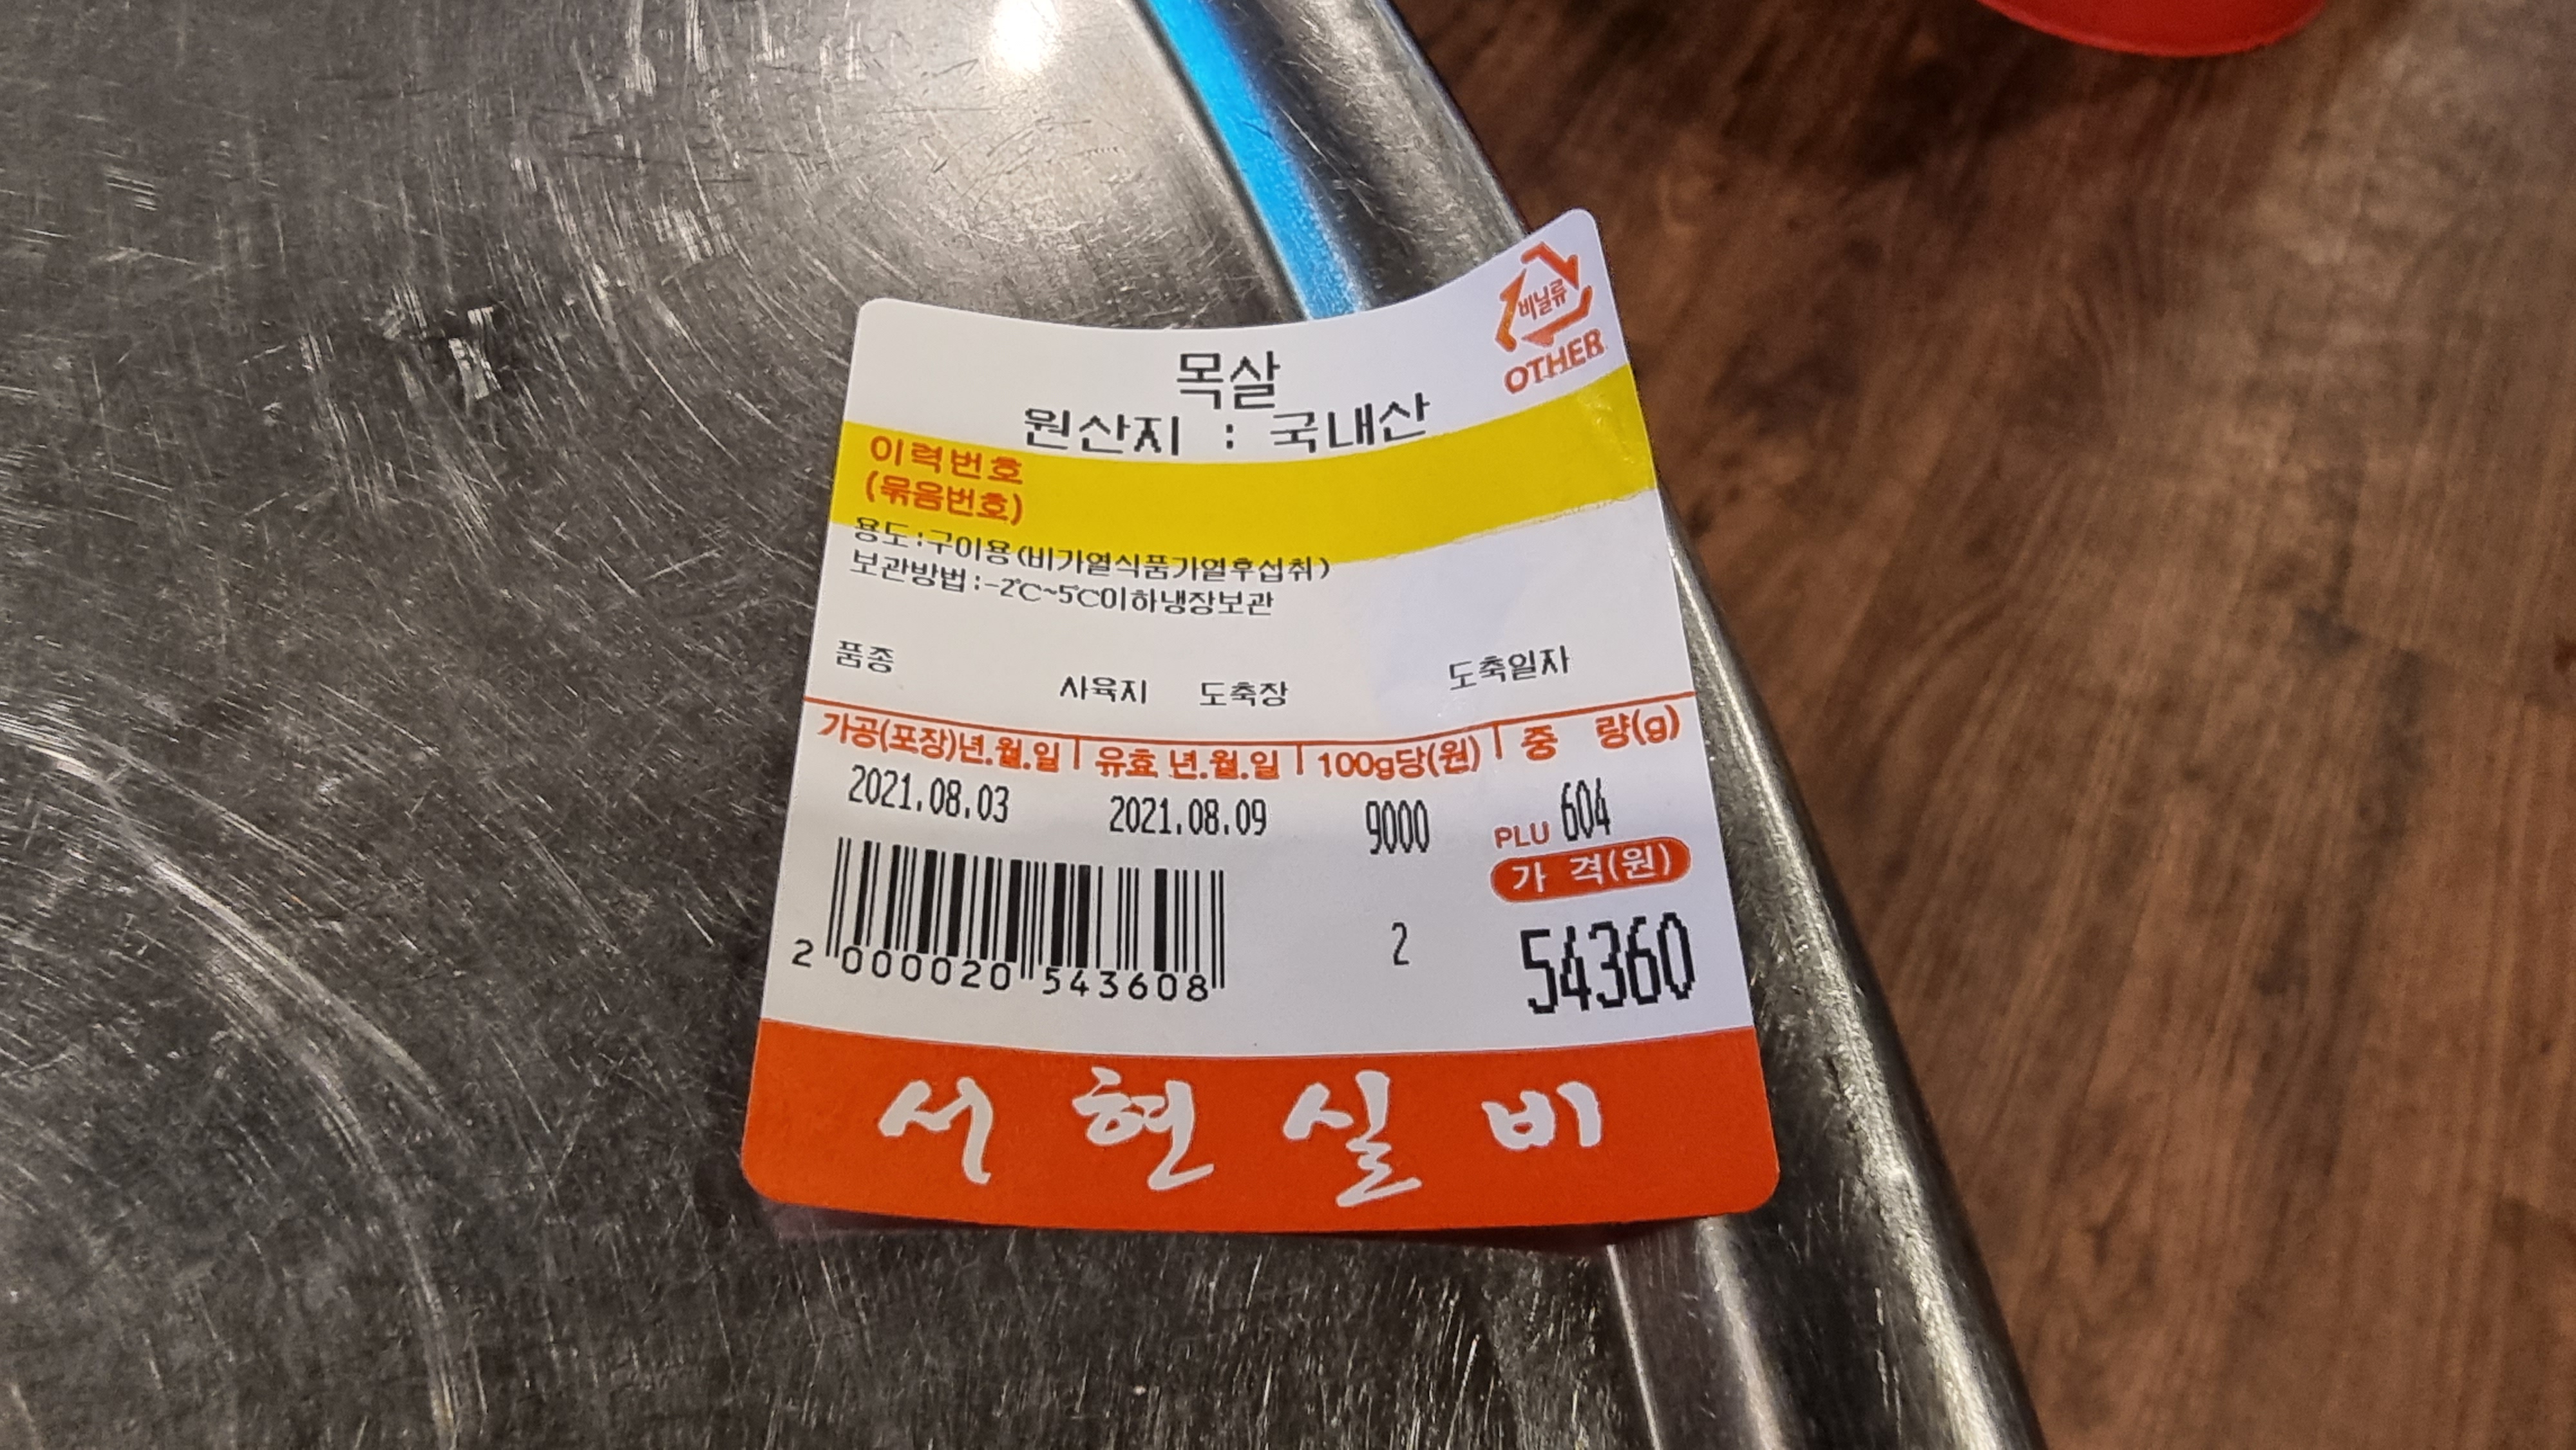 비닐류
OTHER
목살
원산지 : 국내산
이력번호
(묶음번호)
용도:구이용(비가열식품가열후섭취)
보관방법:-2℃~5℃이하냉장보관
품종 사육지 도축장 도축일자
가공(포장)년.월.일 유효 년.월.일 100g당(원) 중 량(g)
2021.08.03 2021.08.09 9000 604
PLU
가 격(원)
2 54360
2 000020 543608
서현실비